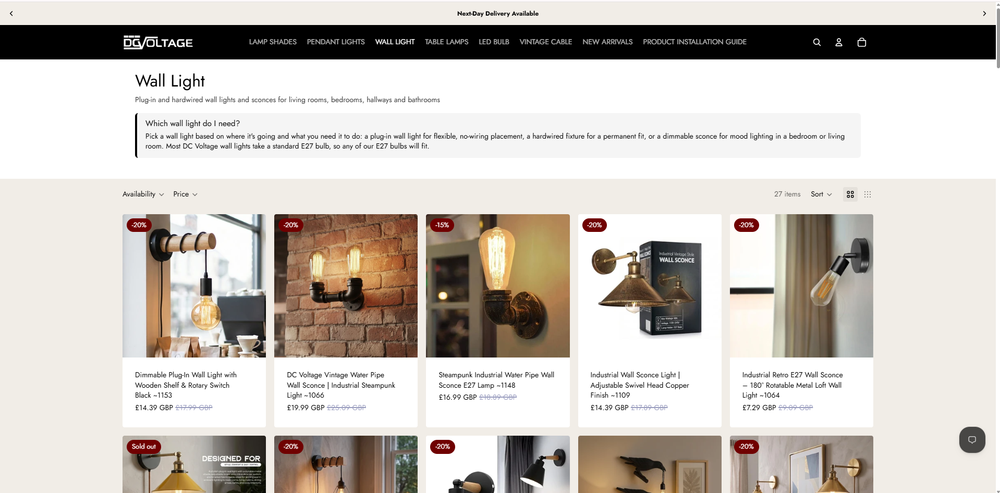 Next-Day Delivery Available
DCVOLTAGE
LAMP SHADES
PENDANT LIGHTS
WALL LIGHT
TABLE LAMPS
LED BULB
VINTAGE CABLE
NEW ARRIVALS
PRODUCT INSTALLATION GUIDE
Wall Light
Plug-in and hardwired wall lights and sconces for living rooms, bedrooms, hallways and bathrooms
Which wall light do I need?
Pick a wall light based on where it's going and what you need it to do: a plug-in wall light for flexible, no-wiring placement, a hardwired fixture for a permanent fit, or a dimmable sconce for mood lighting in a bedroom or living
room. Most DC Voltage wall lights take a standard E27 bulb, so any of our E27 bulbs will fit.
Availability
Price
27 items
Sort
-20%
-20%
-15%
-20%
Industrial Vintage Style
WALL SCONCE
-20%
Dimmable Plug-In Wall Light with
Wooden Shelf & Rotary Switch
Black ~1153
£14.39 GBP £17.99 GBP
DC Voltage Vintage Water Pipe
Wall Sconce | Industrial Steampunk
Light ~1066
£19.99 GBP £25.09 GBP
Steampunk Industrial Water Pipe Wall
Sconce E27 Lamp ~1148
£16.99 GBP £18.89 GBP
Industrial Wall Sconce Light |
Adjustable Swivel Head Copper
Finish ~1109
£14.39 GBP £17.89 GBP
Industrial Retro E27 Wall Sconce
– 180° Rotatable Metal Loft Wall
Light ~1064
£7.29 GBP £9.09 GBP
Sold out
DESIGNED FOR
STYLE, COMFORT & EASY CONTROL
-20%
-20%
-20%